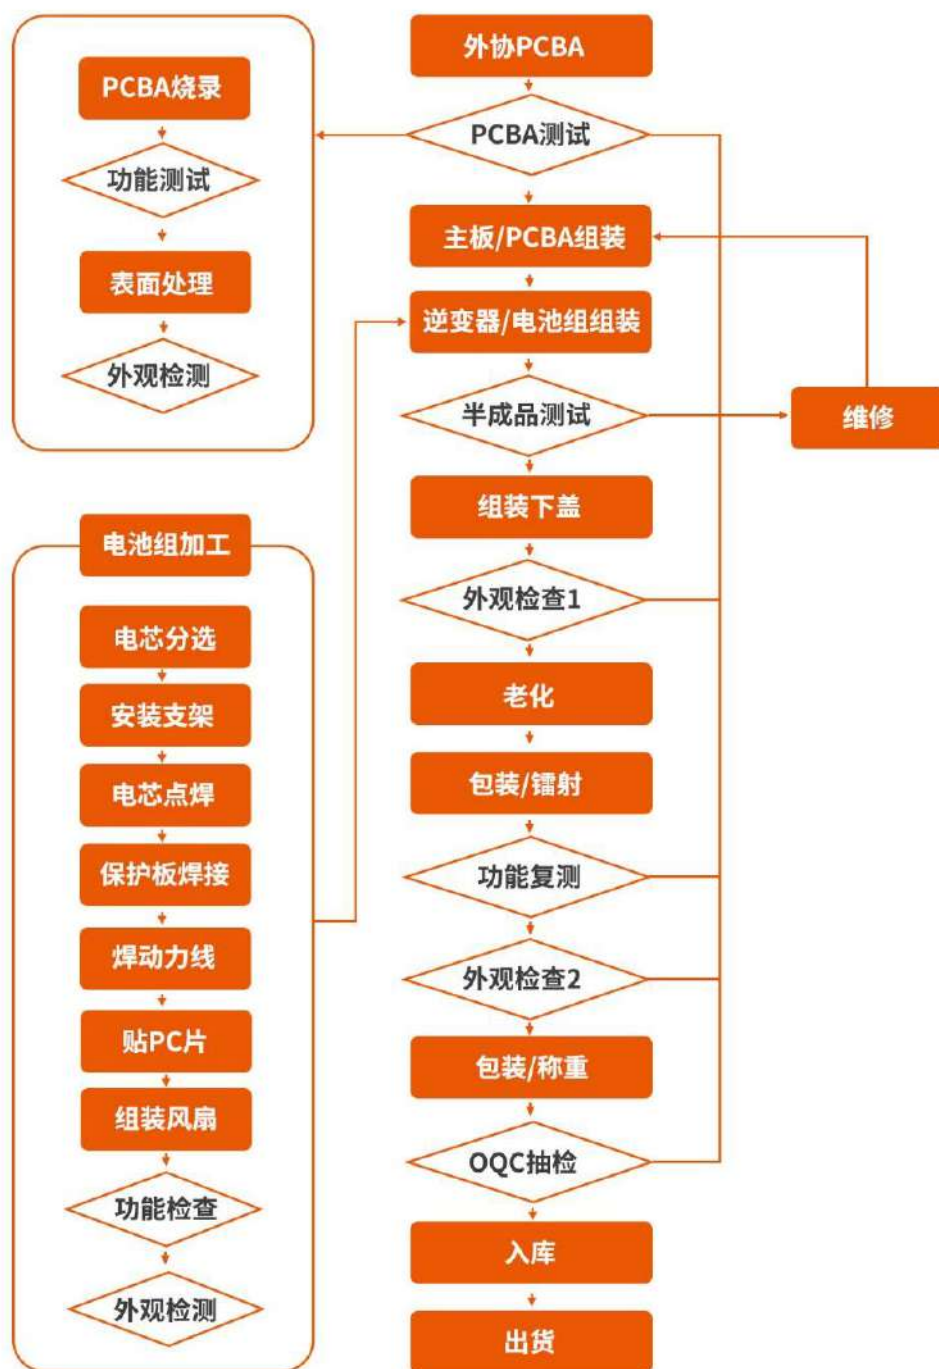 PCBA烧录
功能测试
表面处理
外观检测
电池组加工
电芯分选
安装支架
电芯点焊
保护板焊接
焊动力线
贴PC片
组装风扇
功能检查
外观检测
外协PCBA
PCBA测试
主板/PCBA组装
逆变器/电池组组装
半成品测试
组装下盖
外观检查1
老化
包装/镭射
功能复测
外观检查2
包装/称重
OQC抽检
入库
出货
维修